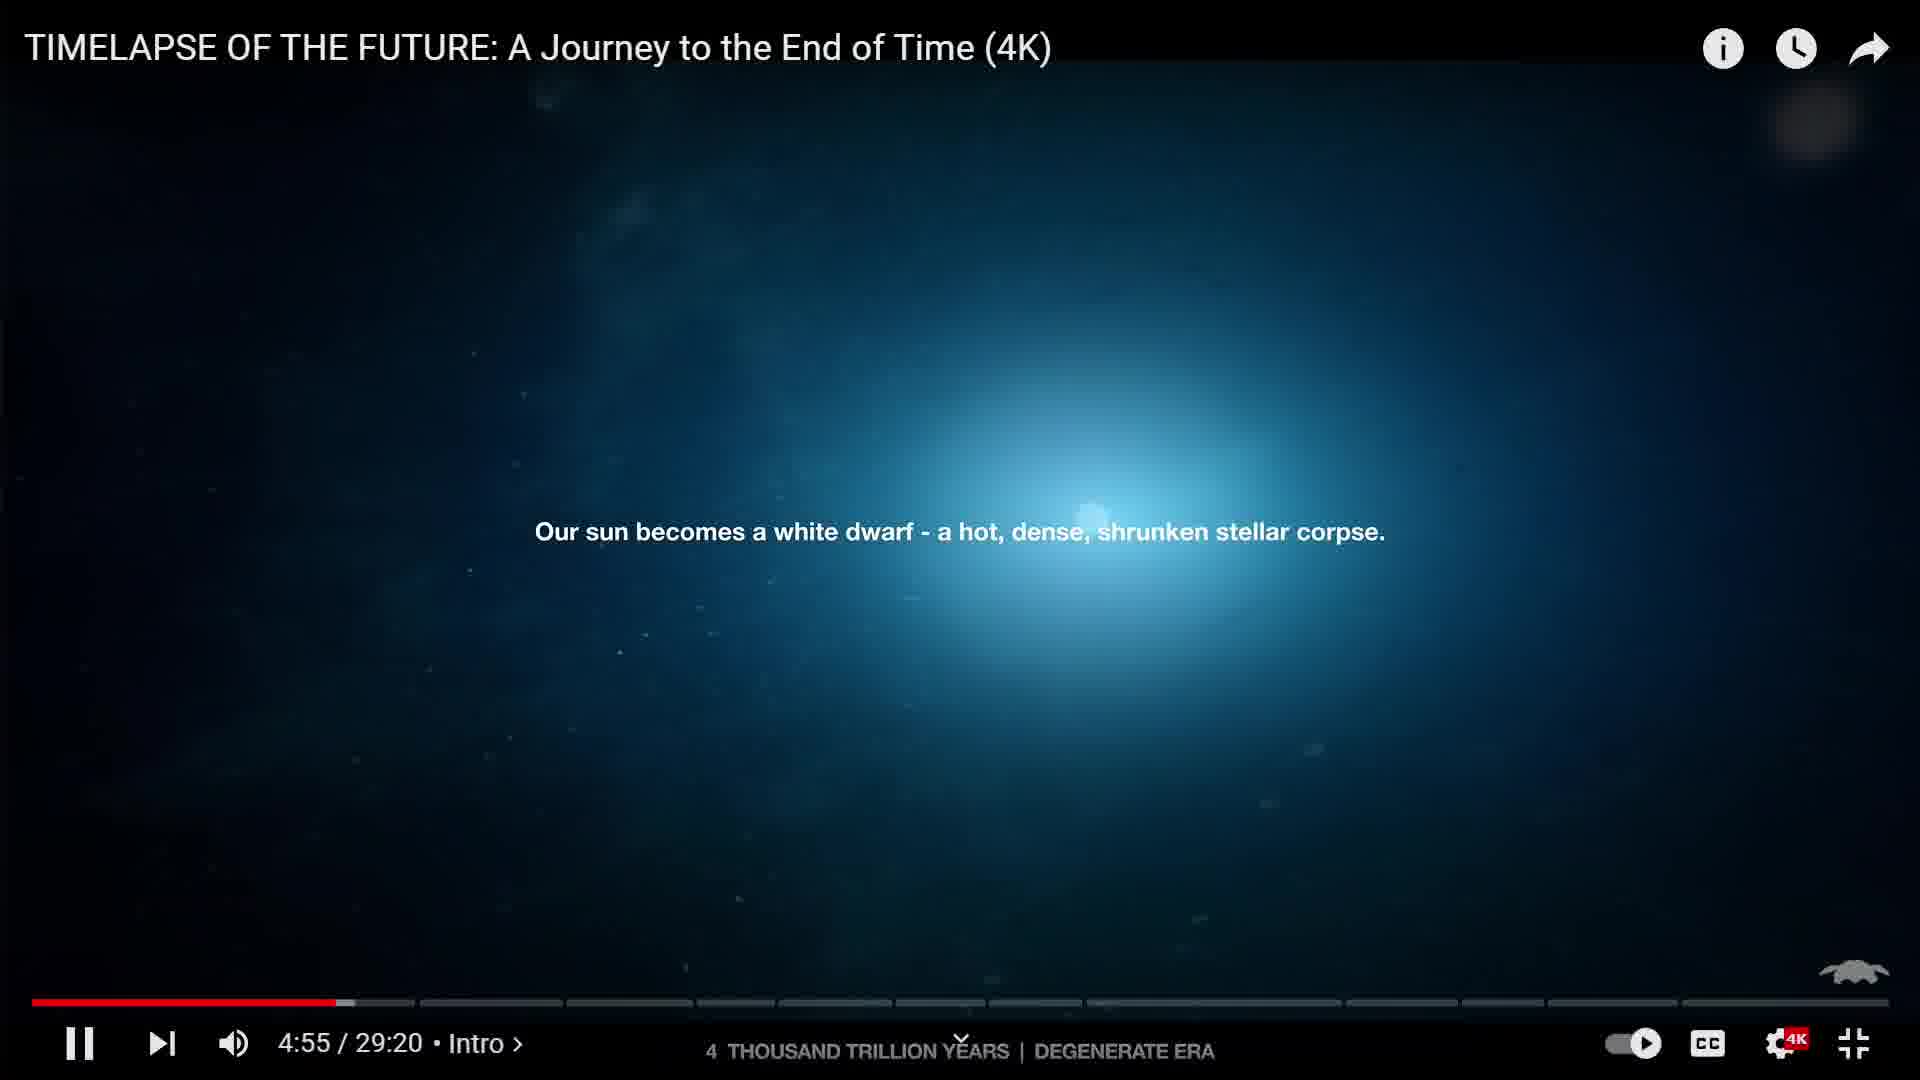 TIMELAPSE OF THE FUTURE: A Journey to the End of Time (4K)
Our sun becomes a white dwarf - a hot, dense, shrunken stellar corpse.
4:55 / 29:20 • Intro
4 THOUSAND TRILLION YEARS | DEGENERATE ERA
CC
4K